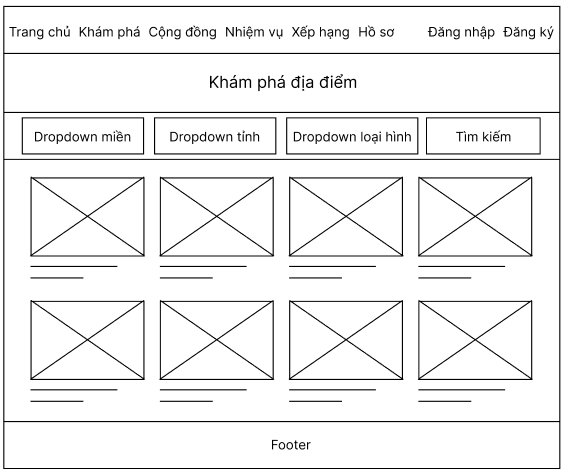 Trang chủ Khám phá Cộng đồng Nhiệm vụ Xếp hạng Hồ sơ Đăng nhập Đăng ký
Khám phá địa điểm
Dropdown miền Dropdown tỉnh Dropdown loại hình Tìm kiếm
Footer